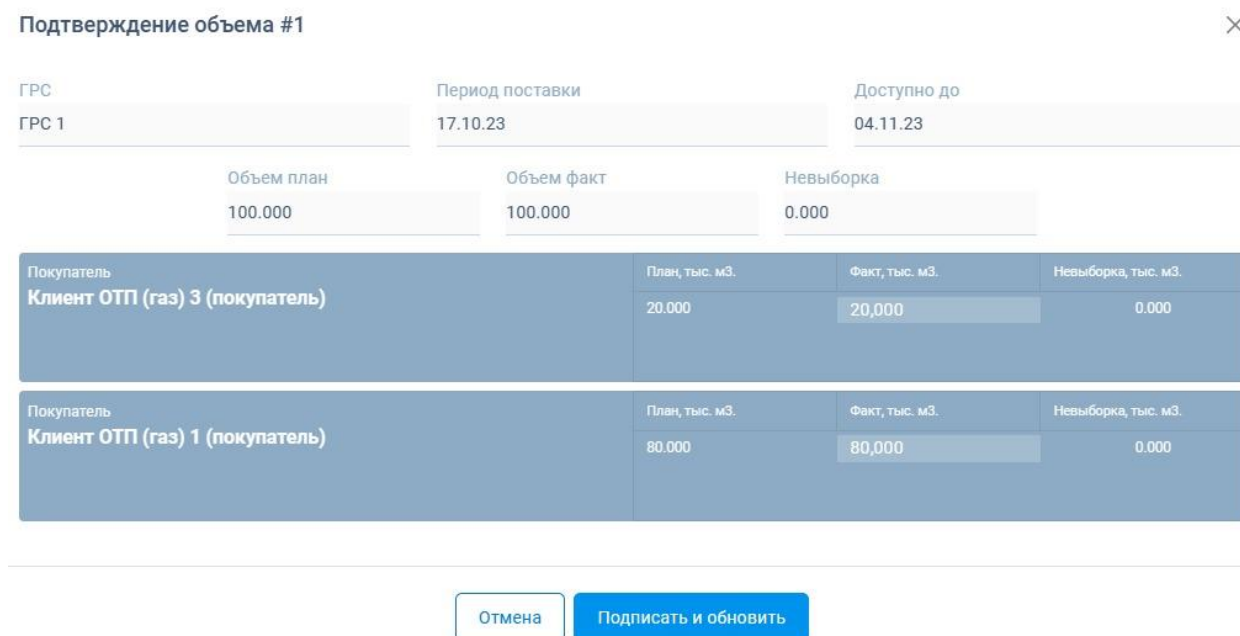 Подтверждение объема #1
ГРС
Период поставки
Доступно до
ГРС 1
17.10.23
04.11.23
Объем план
Объем факт
Невыборка
100.000
100.000
0.000
Покупатель
Клиент ОТП (газ) 3 (покупатель)
План, тыс. м3.
Факт, тыс. м3.
Невыборка, тыс. м3.
20.000
20,000
0.000
Покупатель
Клиент ОТП (газ) 1 (покупатель)
План, тыс. м3.
Факт, тыс. м3.
Невыборка, тыс. м3.
80.000
80,000
0.000
Отмена
Подписать и обновить